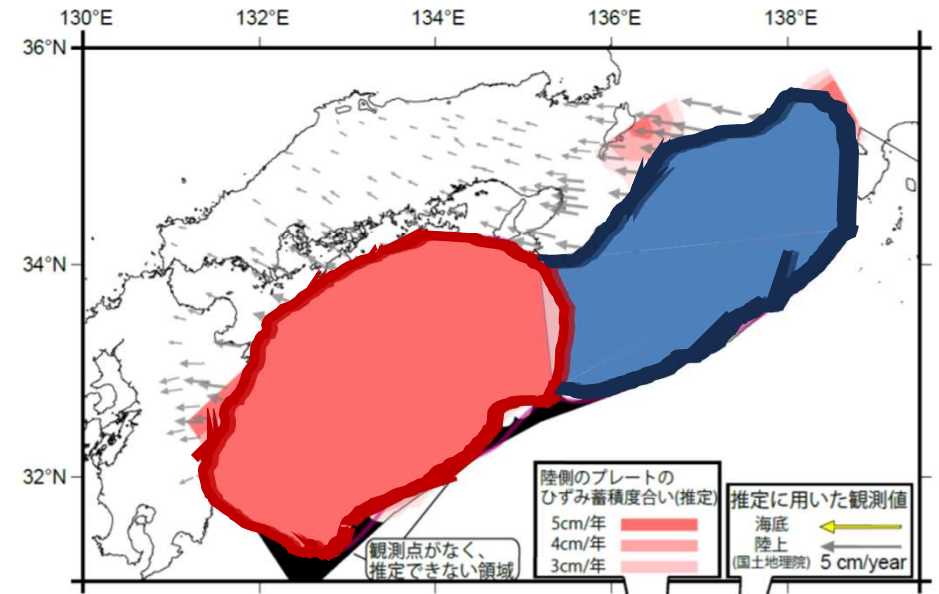 130°E
132°E
134°E
136°E
138°E
36°N
34°N
32°N
観測点がなく、
推定できない領域
陸側のプレートの
ひずみ蓄積度合い(推定)
5cm/年
4cm/年
3cm/年
推定に用いた観測値
海底
陸上
(国土地理院)
5 cm/year